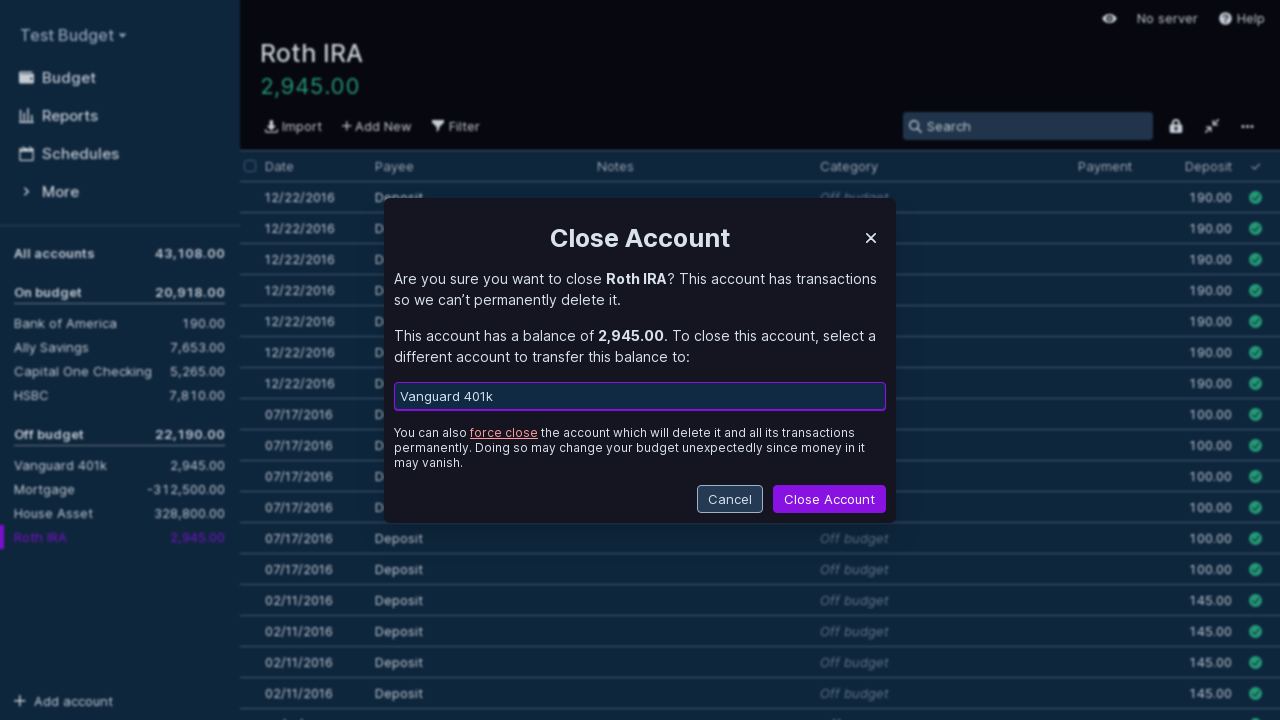 Test Budget
Budget
Reports
Schedules
More
All accounts 43,108.00
On budget 20,918.00
Bank of America 190.00
Ally Savings 7,653.00
Capital One Checking 5,265.00
HSBC 7,810.00
Off budget 22,190.00
Vanguard 401k 2,945.00
Mortgage -312,500.00
House Asset 328,800.00
Roth IRA 2,945.00
Add account
No server Help
Roth IRA
2,945.00
Import Add New Filter Search
Date Payee Notes Category Payment Deposit
12/22/2016 Deposit Off budget 190.00
12/22/2016 190.00
12/22/2016 190.00
12/22/2016 190.00
12/22/2016 190.00
12/22/2016 190.00
12/22/2016 190.00
07/17/2016 100.00
07/17/2016 100.00
07/17/2016 100.00
07/17/2016 100.00
07/17/2016 Deposit Off budget 100.00
07/17/2016 Deposit Off budget 100.00
02/11/2016 Deposit Off budget 145.00
02/11/2016 Deposit Off budget 145.00
02/11/2016 Deposit Off budget 145.00
02/11/2016 Deposit Off budget 145.00
Close Account
Are you sure you want to close Roth IRA? This account has transactions
so we can’t permanently delete it.
This account has a balance of 2,945.00. To close this account, select a
different account to transfer this balance to:
Vanguard 401k
You can also force close the account which will delete it and all its transactions
permanently. Doing so may change your budget unexpectedly since money in it
may vanish.
Cancel Close Account